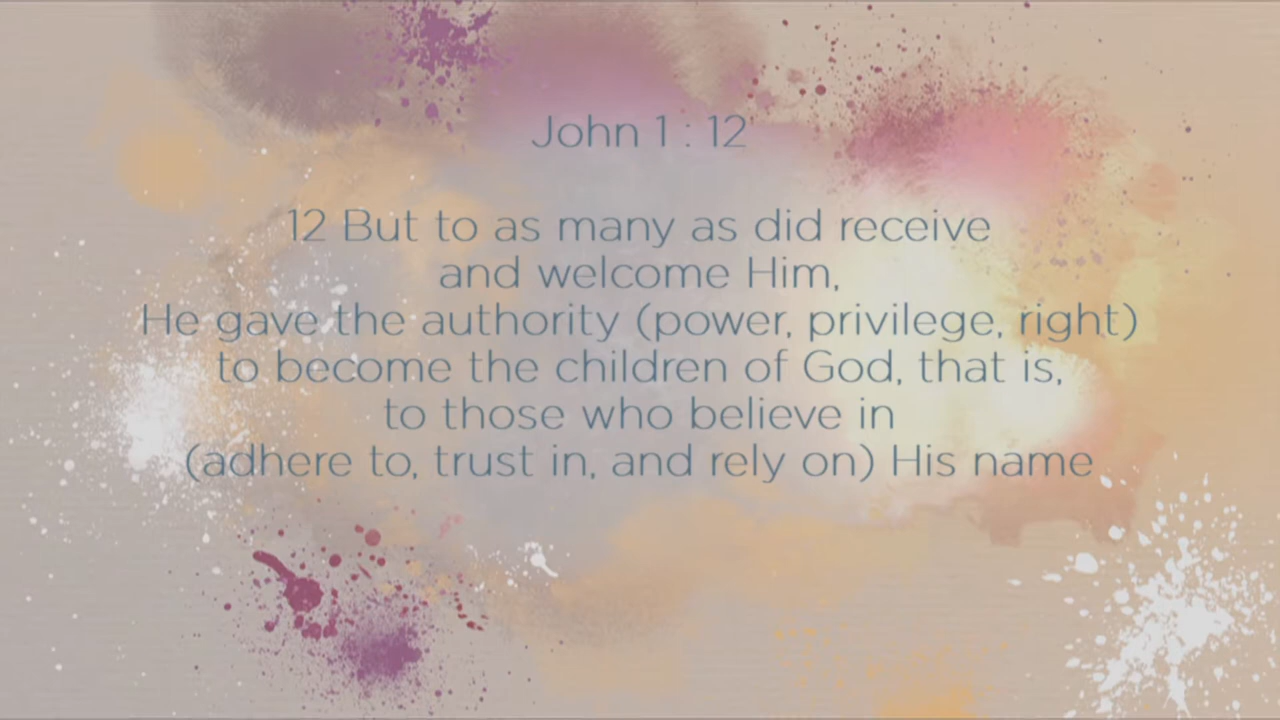 John 1 : 12
12 But to as many as did receive
and welcome Him,
He gave the authority (power, privilege, right)
to become the children of God, that is,
to those who believe in
(adhere to, trust in, and rely on) His name